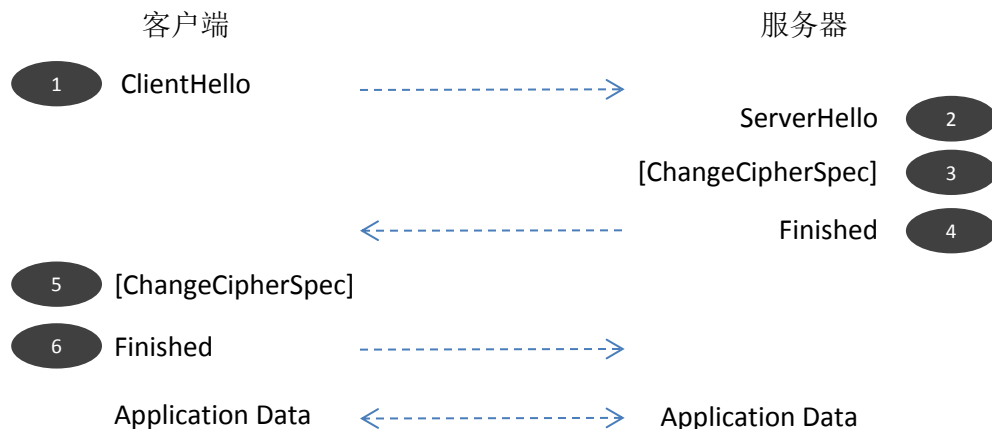 客户端 服务器
1 ClientHello
ServerHello 2
[ChangeCipherSpec] 3
Finished 4
5 [ChangeCipherSpec]
6 Finished
Application Data Application Data